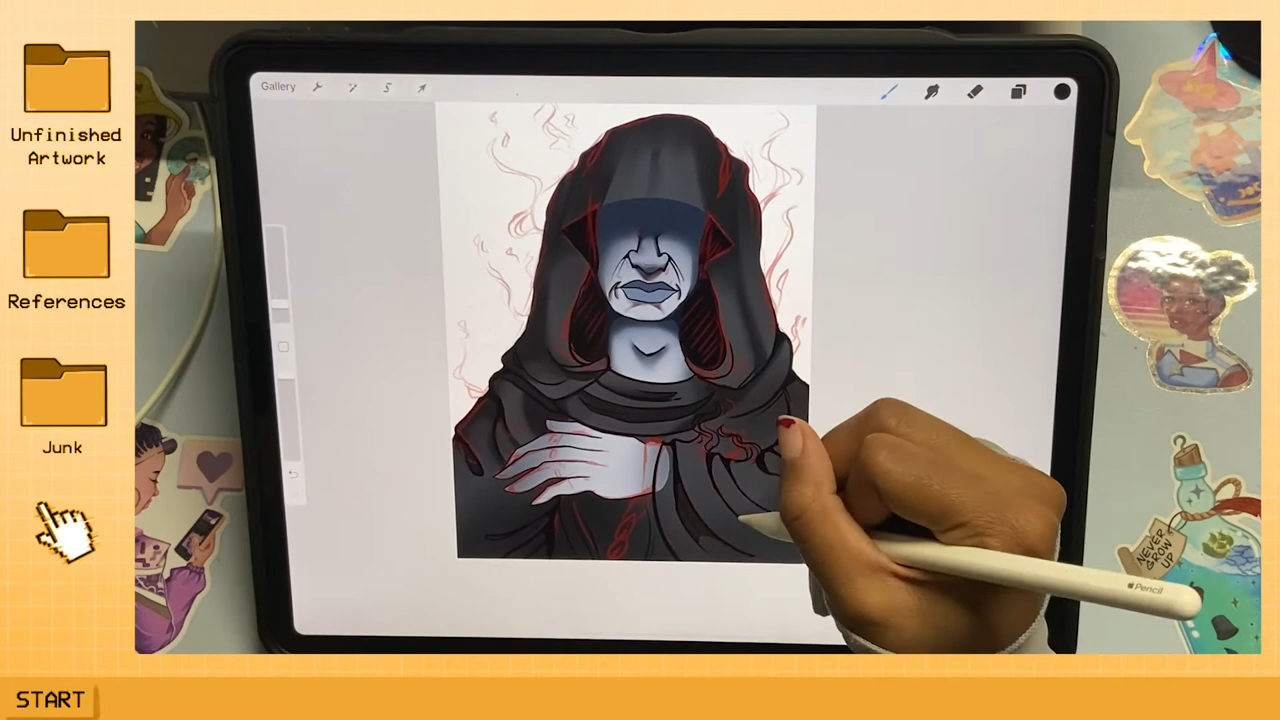 Gallery
Unfinished
Artwork
References
Junk
NEVER
GROW
UP
Pencil
START